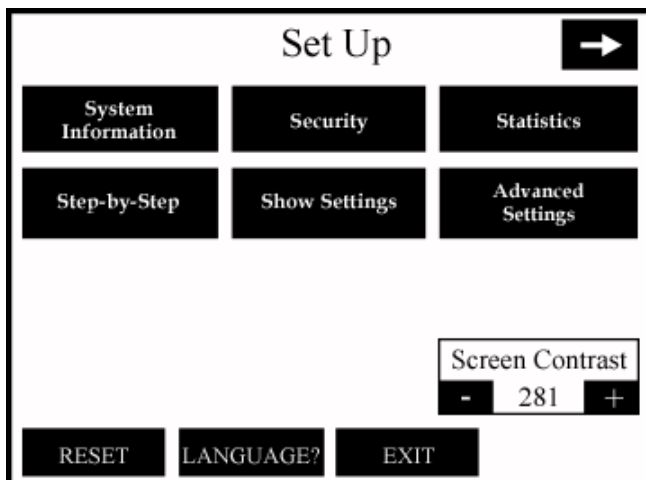 Set Up
System
Information
Security
Statistics
Step-by-Step
Show Settings
Advanced
Settings
Screen Contrast
- 281 +
RESET
LANGUAGE?
EXIT